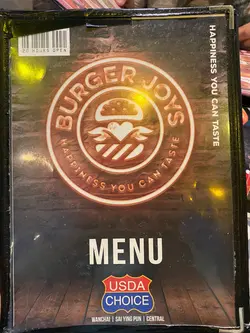 HAPPINESS YOU CAN TASTE
BURGER JOYS
HAPPINESS YOU CAN TASTE
MENU
USDA
CHOICE
WANCHAI | SAI YING PUN | CENTRAL